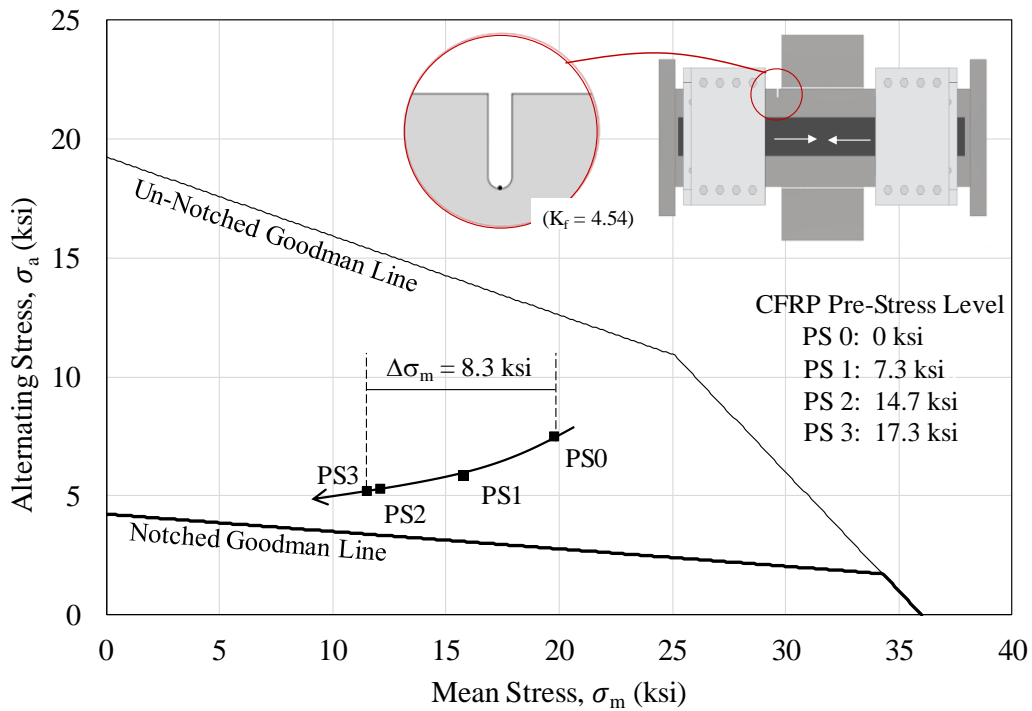 25
20
15
10
5
0
Alternating Stress, σa (ksi)
0 5 10 15 20 25 30 35 40
Mean Stress, σm (ksi)
(Kf = 4.54)
Un-Notched Goodman Line
CFRP Pre-Stress Level
PS 0: 0 ksi
PS 1: 7.3 ksi
PS 2: 14.7 ksi
PS 3: 17.3 ksi
Δσm = 8.3 ksi
PS0
PS1
PS2
PS3
Notched Goodman Line